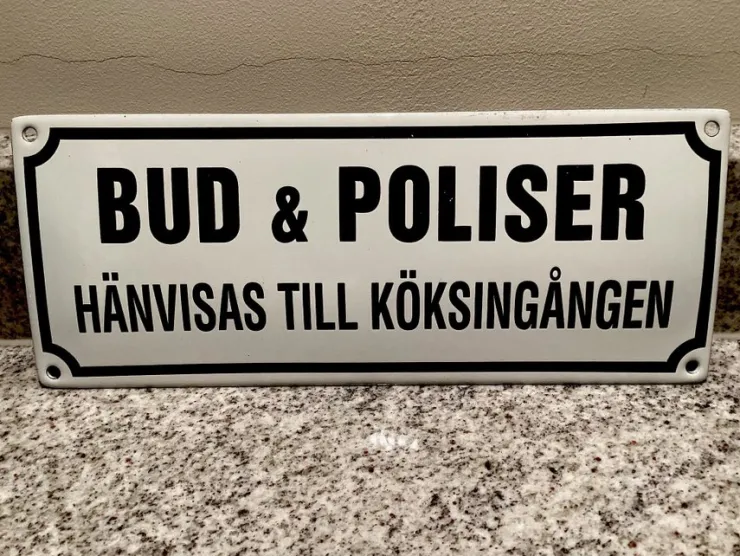 BUD & POLISER
HÄNVISAS TILL KÖKSINGÅNGEN